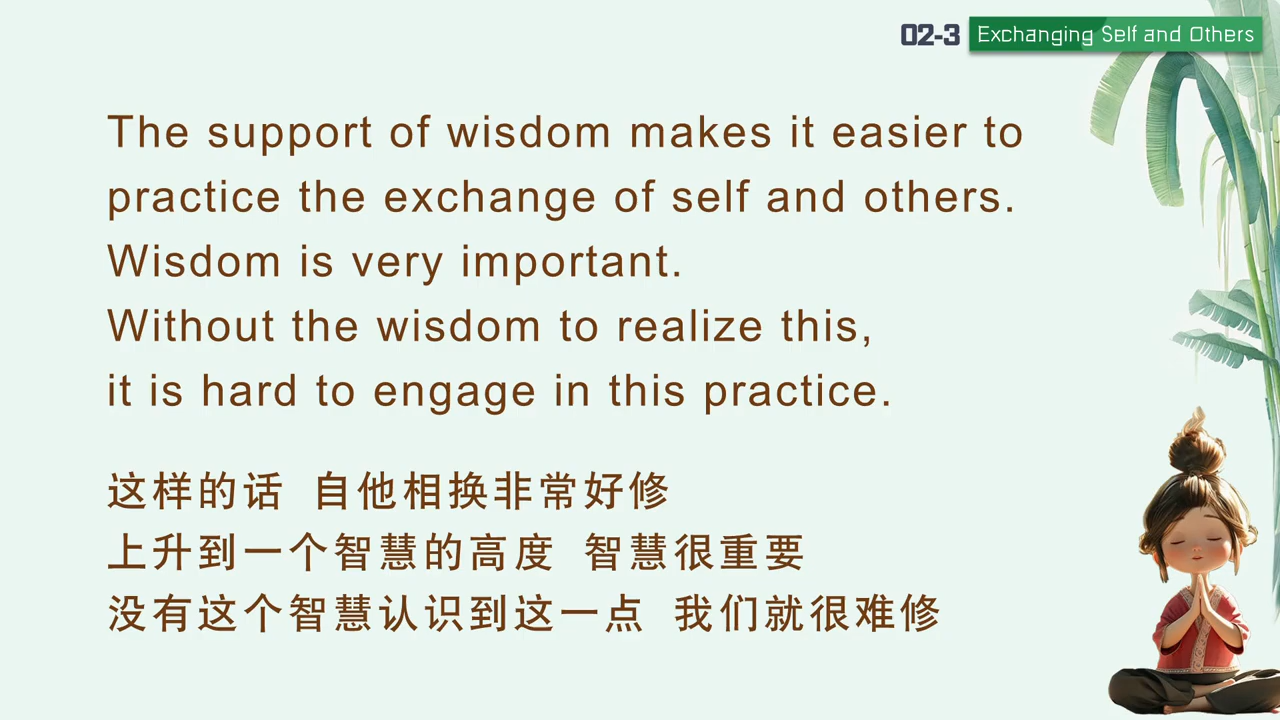 02-3 Exchanging Self and Others
The support of wisdom makes it easier to
practice the exchange of self and others.
Wisdom is very important.
Without the wisdom to realize this,
it is hard to engage in this practice.
这样的话 自他相换非常好修
上升到一个智慧的高度 智慧很重要
没有这个智慧认识到这一点 我们就很难修